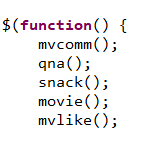 $(function() {
    mvcomm();
    qna();
    snack();
    movie();
    mvlike();